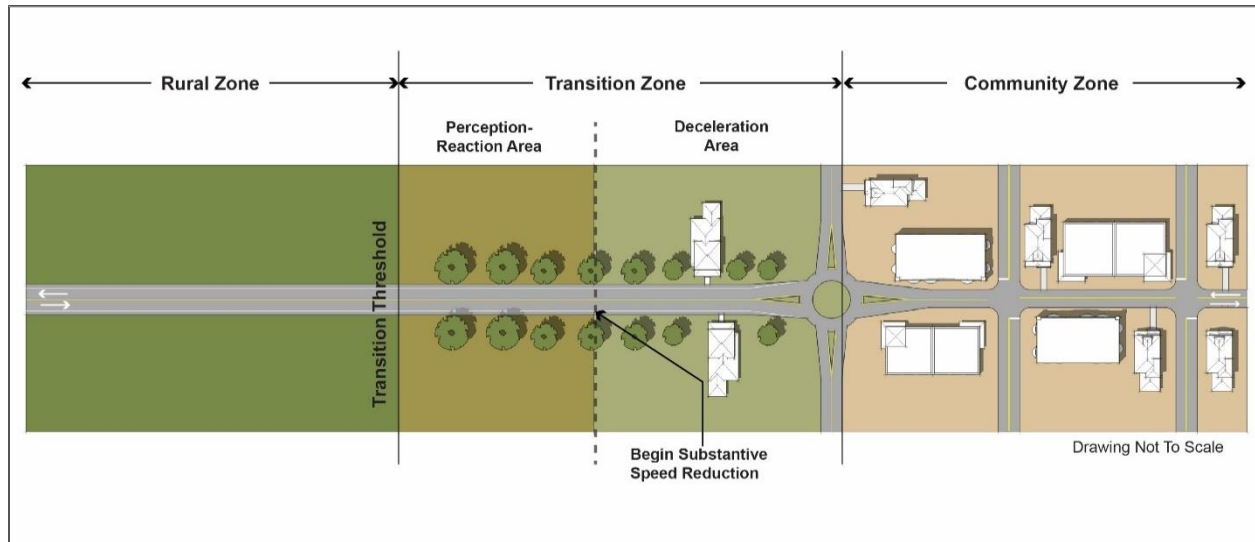 Rural Zone
Transition Zone
Community Zone
Perception-
Reaction Area
Deceleration
Area
Transition Threshold
Begin Substantive
Speed Reduction
Drawing Not To Scale